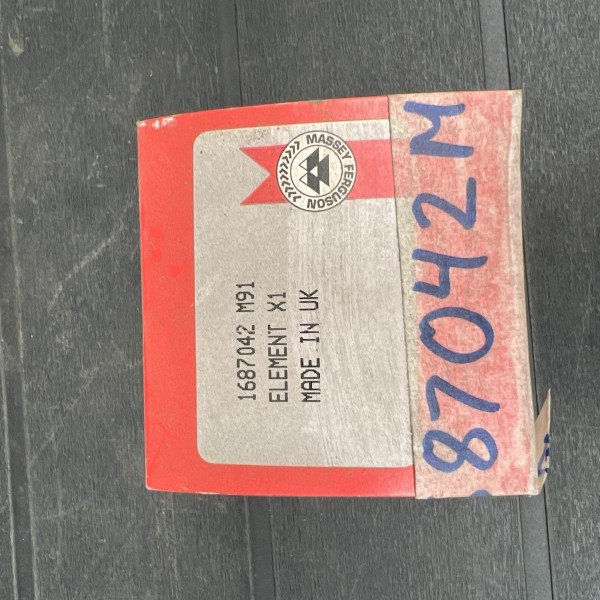 MASSEY FERGUSON
1687042 M91
ELEMENT X1
MADE IN UK
87042M